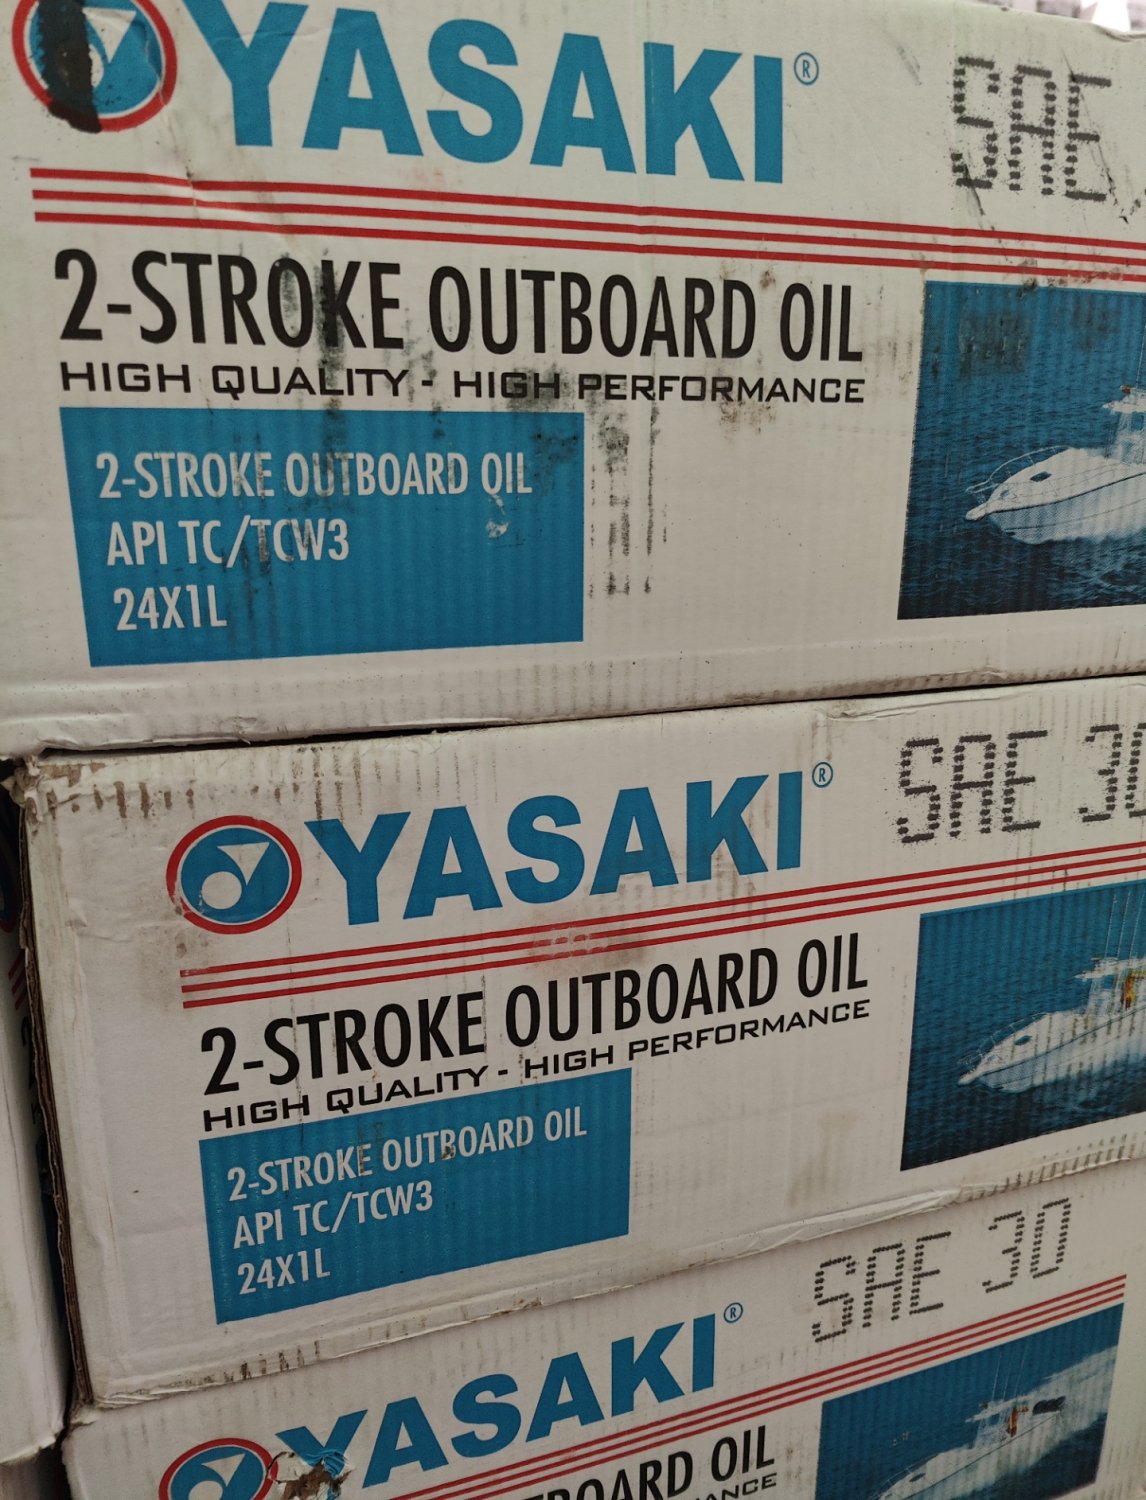 YASAKI®
SAE
2-STROKE OUTBOARD OIL
HIGH QUALITY - HIGH PERFORMANCE
2-STROKE OUTBOARD OIL
API TC/TCW3
24X1L
YASAKI®
SAE 30
2-STROKE OUTBOARD OIL
HIGH QUALITY - HIGH PERFORMANCE
2-STROKE OUTBOARD OIL
API TC/TCW3
24X1L
SAE 30
YASAKI®
OIL